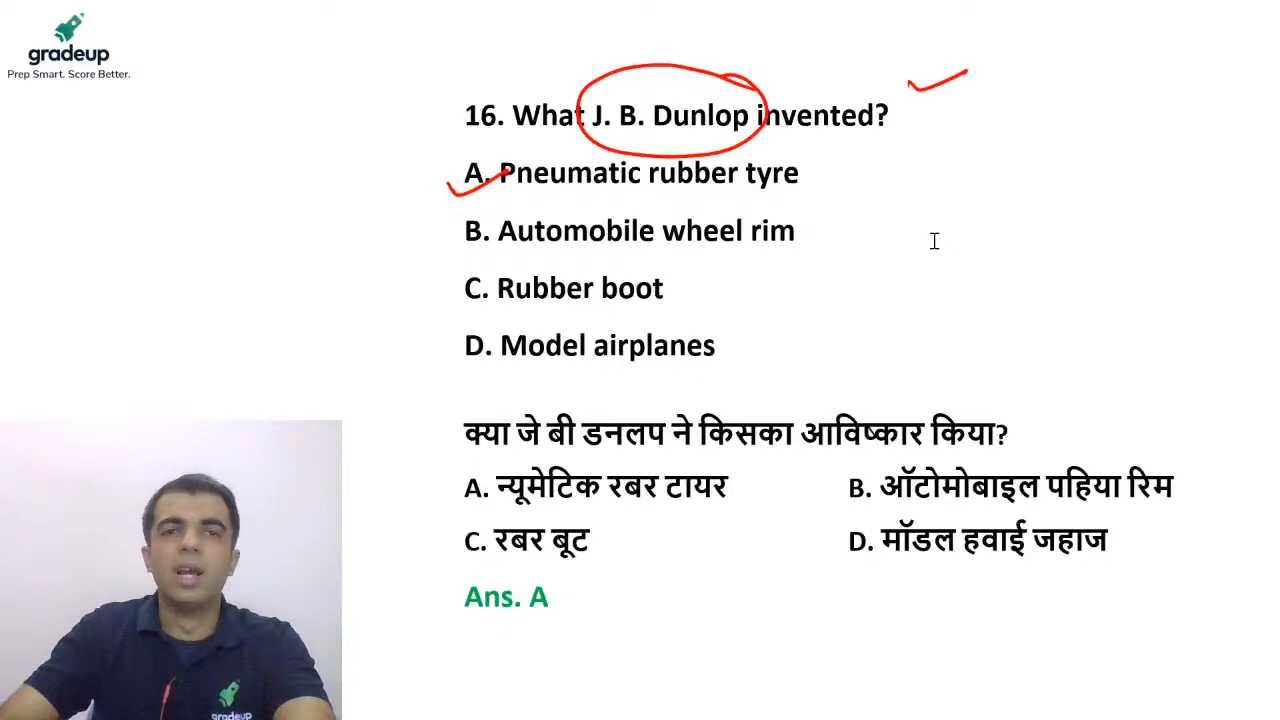 gradeup
Prep Smart. Score Better.
16. What J. B. Dunlop invented?
A. Pneumatic rubber tyre
B. Automobile wheel rim
C. Rubber boot
D. Model airplanes
क्या जे बी डनलप ने किसका आविष्कार किया?
A. न्यूमेटिक रबर टायर B. ऑटोमोबाइल पहिया रिम
C. रबर बूट D. मॉडल हवाई जहाज
Ans. A
gradeup